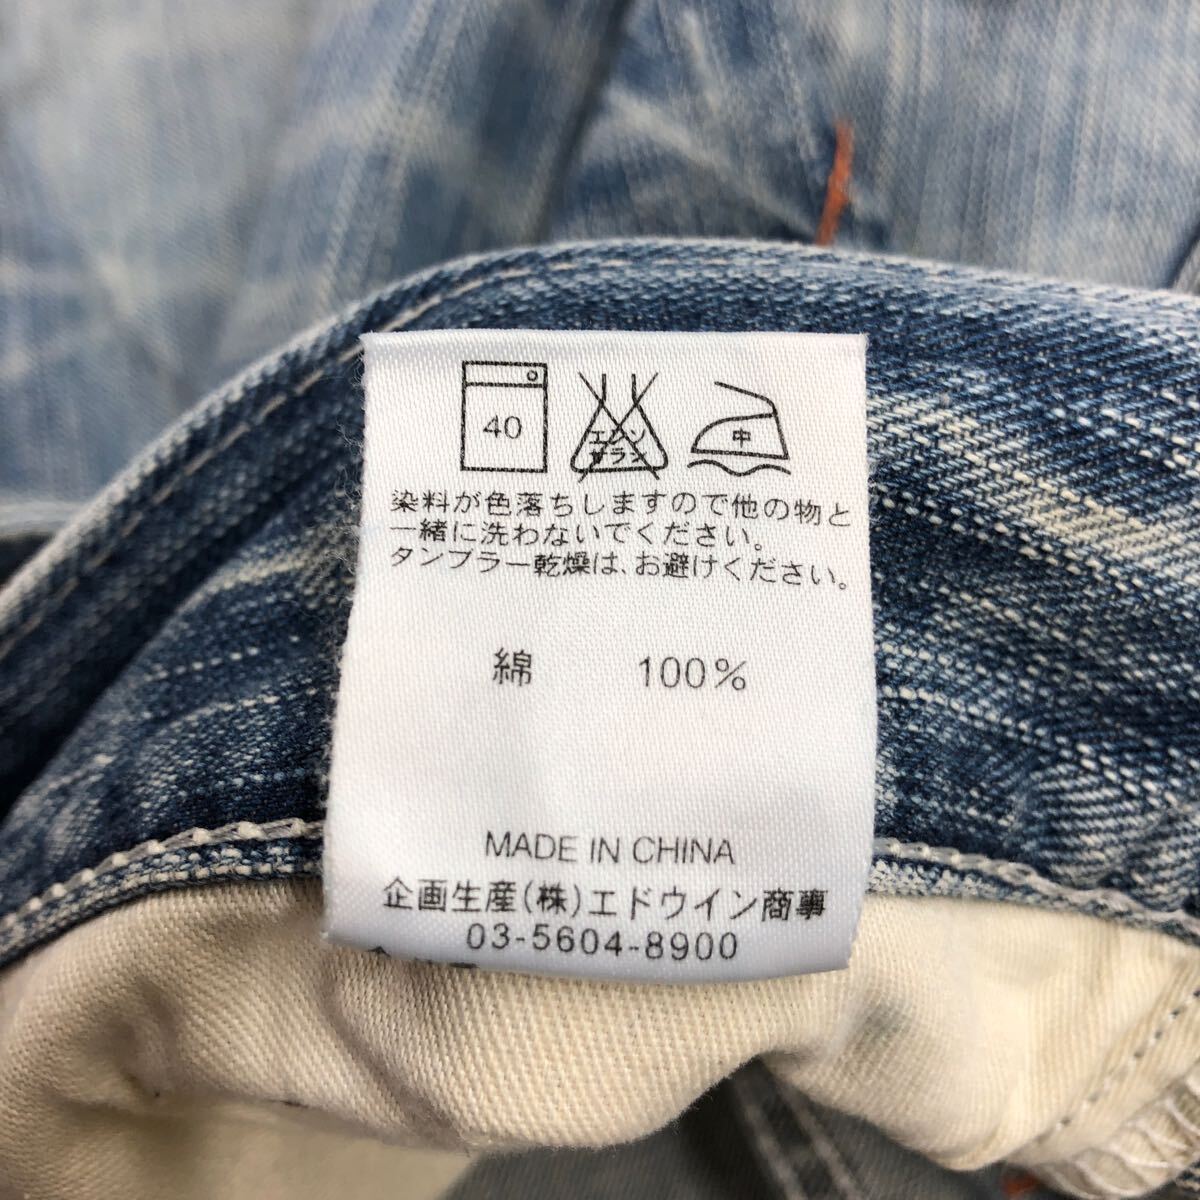 40
エンソ
サラシ
中
染料が色落ちしますので他の物と
一緒に洗わないでください。
タンブラー乾燥は、お避けください。
綿 100%
MADE IN CHINA
企画生産(株)エドウイン商事
03-5604-8900